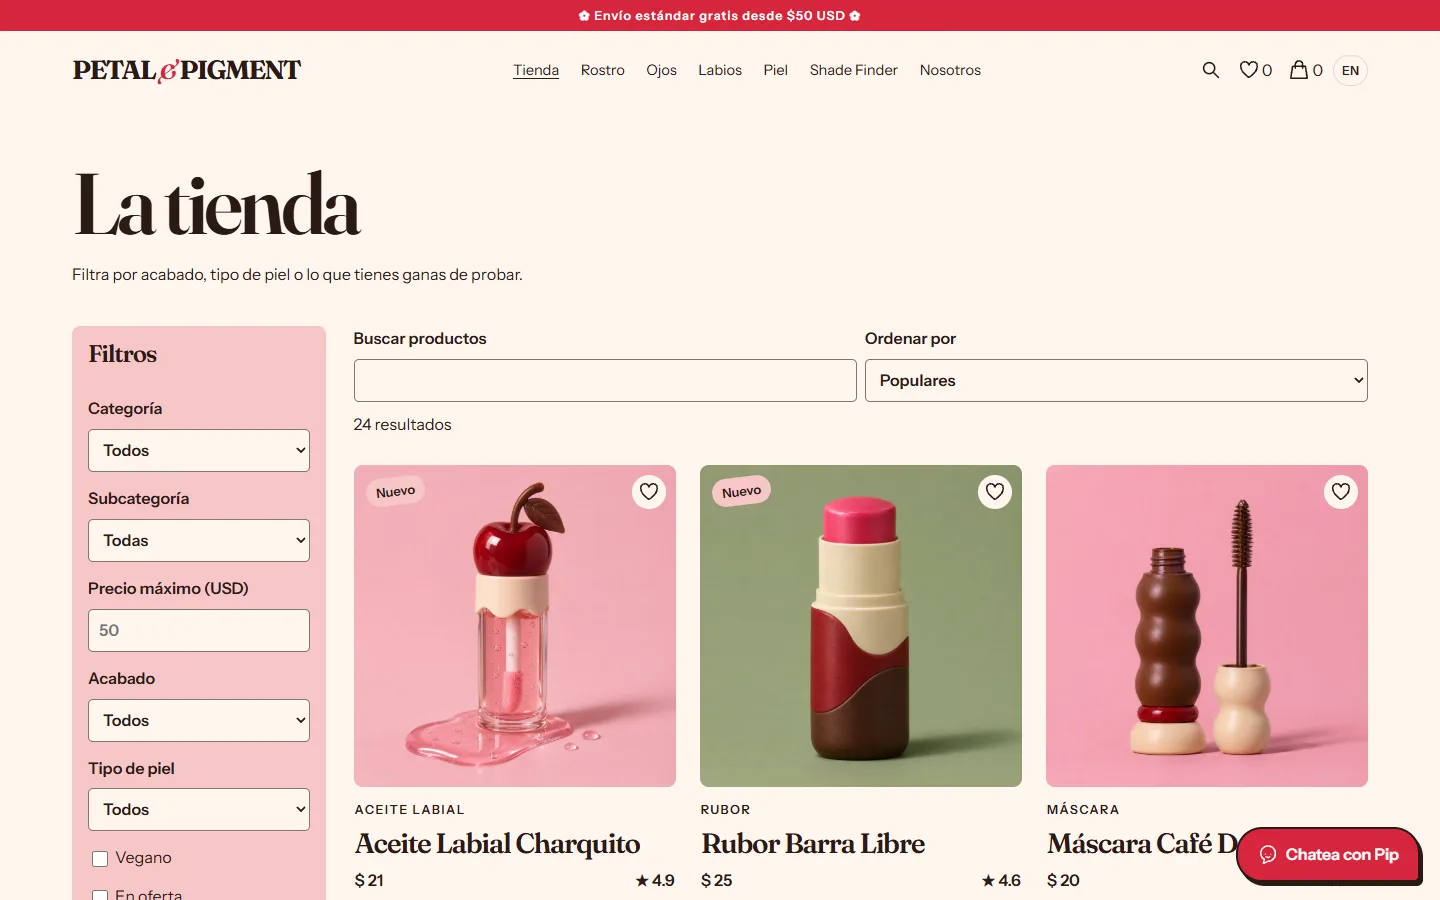 ✿ Envío estándar gratis desde $50 USD ✿
PETAL & PIGMENT
Tienda Rostro Ojos Labios Piel Shade Finder Nosotros
0 0 EN
La tienda
Filtra por acabado, tipo de piel o lo que tienes ganas de probar.
Filtros
Categoría
Todos
Subcategoría
Todas
Precio máximo (USD)
50
Acabado
Todos
Tipo de piel
Todos
Vegano
En oferta
Buscar productos
Ordenar por
Populares
24 resultados
Nuevo
ACEITE LABIAL
Aceite Labial Charquito
$ 21 ★ 4.9
Nuevo
RUBOR
Rubor Barra Libre
$ 25 ★ 4.6
MÁSCARA
Máscara Café D
$ 20
Chatea con Pip